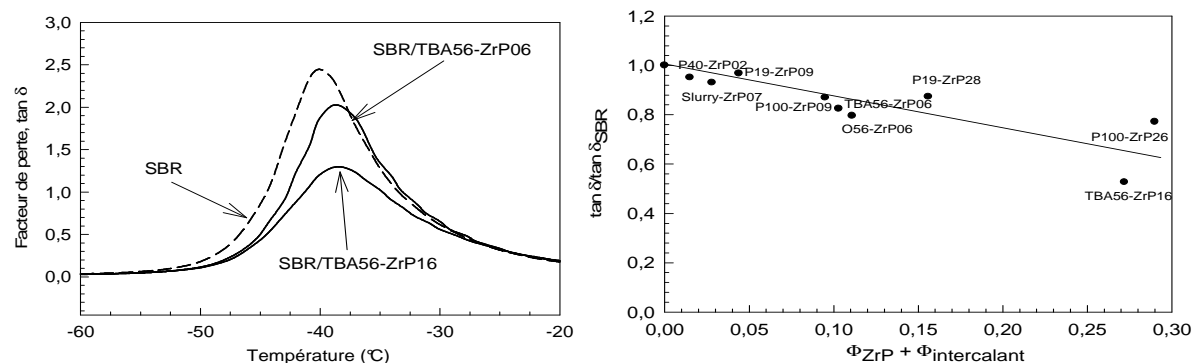 3,0
2,5
2,0
1,5
1,0
0,5
0,0
Facteur de perte, tan δ
SBR/TBA56-ZrP06
SBR
SBR/TBA56-ZrP16
-60 -50 -40 -30 -20
Température (°C)
1,2
1,0
0,8
0,6
0,4
0,2
0,0
tan δ/tan δSBR
P40-ZrP02
P19-ZrP09
Slurry-ZrP07
P100-ZrP09
TBA56-ZrP06
O56-ZrP06
P19-ZrP28
P100-ZrP26
TBA56-ZrP16
0,00 0,05 0,10 0,15 0,20 0,25 0,30
ΦZrP + Φintercalant